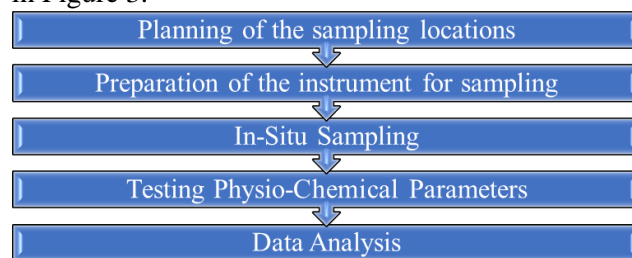 in Figure 3.
Planning of the sampling locations
Preparation of the instrument for sampling
In-Situ Sampling
Testing Physio-Chemical Parameters
Data Analysis